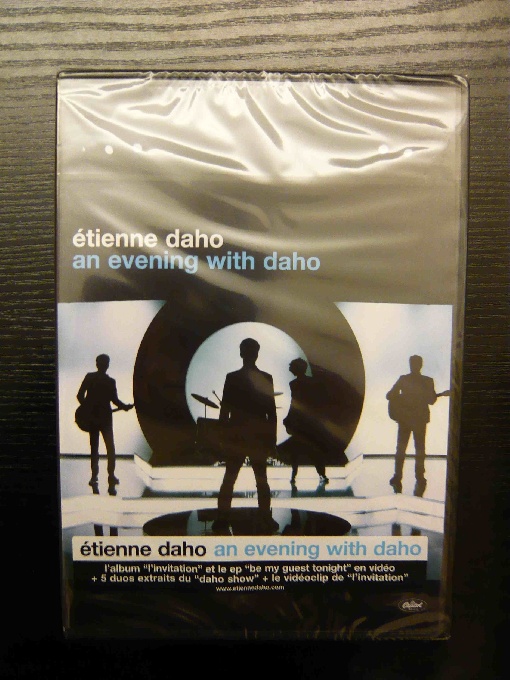 étienne daho
an evening with daho
étienne daho an evening with daho
l'album "l'invitation" et le ep "be my guest tonight" en vidéo
+ 5 duos extraits du "daho show" + le vidéoclip de "l'invitation"
www.etiennedaho.com
Capitol